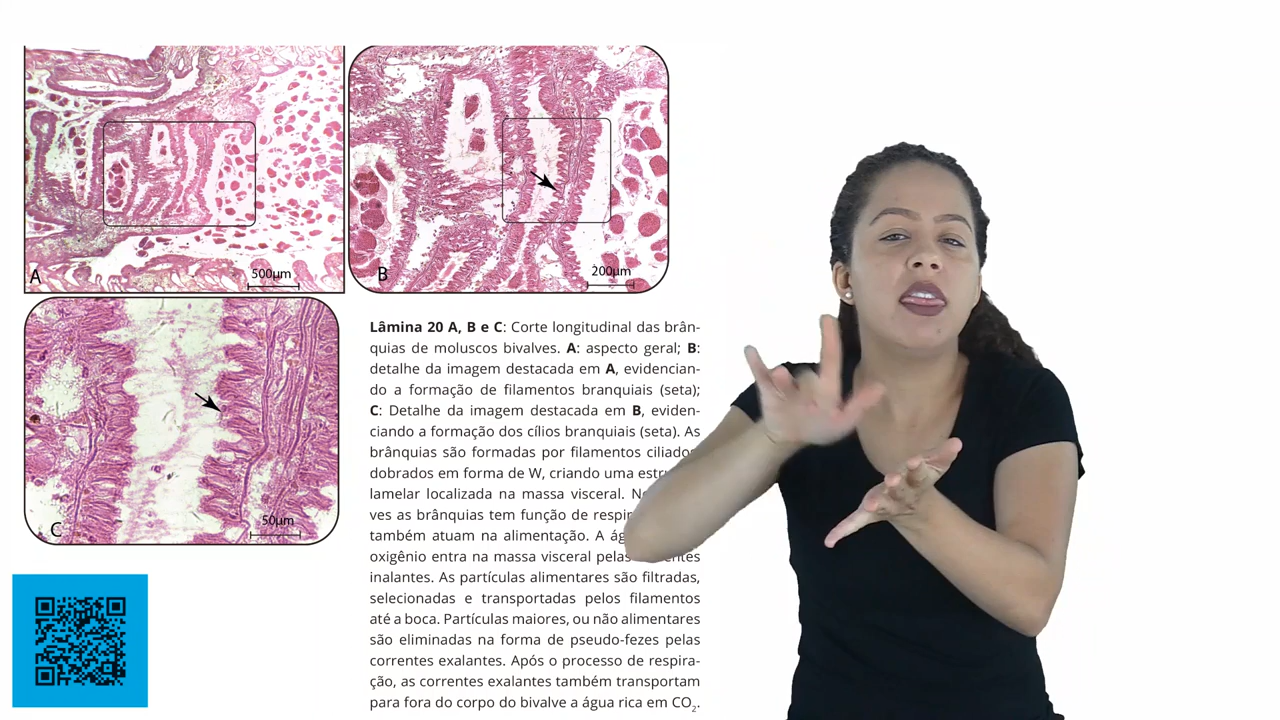 A
500µm
B
200µm
C
50µm
Lâmina 20 A, B e C: Corte longitudinal das brân-
quias de moluscos bivalves. A: aspecto geral; B:
detalhe da imagem destacada em A, evidencian-
do a formação de filamentos branquiais (seta);
C: Detalhe da imagem destacada em B, eviden-
ciando a formação dos cílios branquiais (seta). As
brânquias são formadas por filamentos ciliados
dobrados em forma de W, criando uma
lamelar localizada na massa visceral.
ves as brânquias tem função de
também atuam na alimentação. A
oxigênio entra na massa visceral pelas
inalantes. As partículas alimentares são filtradas,
selecionadas e transportadas pelos filamentos
até a boca. Partículas maiores, ou não alimentares
são eliminadas na forma de pseudo-fezes pelas
correntes exalantes. Após o processo de respira-
ção, as correntes exalantes também transportam
para fora do corpo do bivalve a água rica em CO₂.